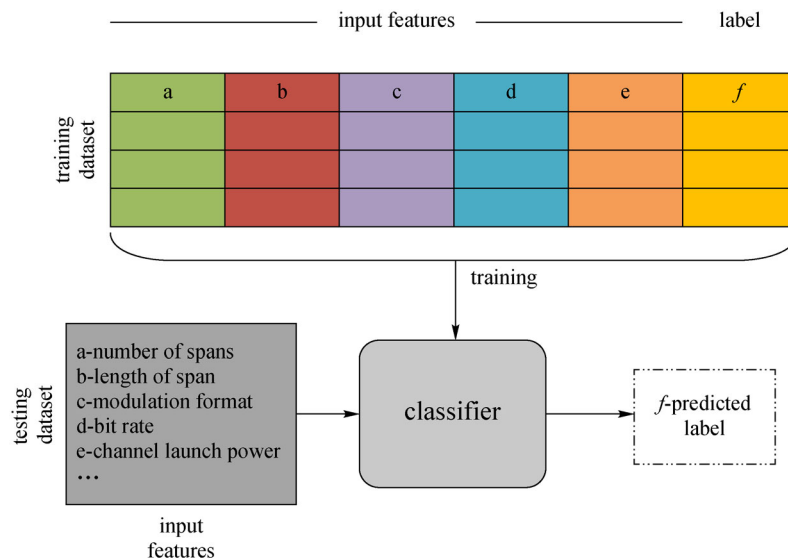 input features
label
training
dataset
a
b
c
d
e
f
training
testing
dataset
a-number of spans
b-length of span
c-modulation format
d-bit rate
e-channel launch power
...
classifier
f-predicted
label
input
features